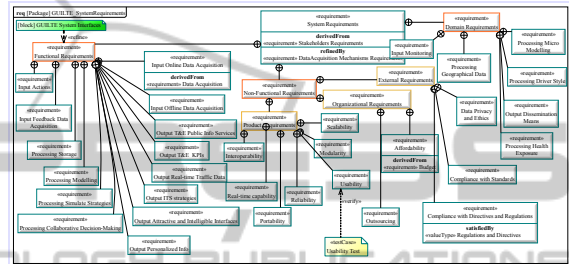 req [Package] GUILTE_SystemRequirements
[block] GUILTE System Interfaces
«refine»
«requirement»
Functional Requirements
«requirement»
Input Actions
«requirement»
Input Feedback Data
Acquisition
«requirement»
Processing Storage
«requirement»
Processing Modelling
«requirement»
Processing Simulate Strategies
«requirement»
Processing Collaborative Decision-Making
«requirement»
Input Online Data Acquisition
derivedFrom
«requirement» Data Acquisition
«requirement»
Input Offline Data Acquisition
«requirement»
Output T&E Public Info Services
«requirement»
Output T&E KPIs
«requirement»
Output Real-time Traffic Data
«requirement»
Output ITS strategies
«requirement»
Output Attractive and Intelligible Interfaces
«requirement»
Output Personalized Info
«requirement»
System Requirements
derivedFrom
«requirement» Stakeholders Requirements
refinedBy
«requirement» DataAcquisition Mechanisms Requirements
«requirement»
Non-Functional Requirements
«requirement»
External Requirements
«requirement»
Organizational Requirements
«requirement»
Product Requirements
«requirement»
Interoperability
«requirement»
Real-time capability
«requirement»
Portability
«requirement»
Reliability
«requirement»
Scalability
«requirement»
Modularity
«requirement»
Usability
«verify»
«testCase»
Usability Test
«requirement»
Affordability
derivedFrom
«requirement» Budget
«requirement»
Outsourcing
«requirement»
Domain Requirements
«requirement»
Input Monitoring
«requirement»
Processing
Geographical Data
«requirement»
Processing Micro
Modelling
«requirement»
Processing Driver Style
«requirement»
Output Dissemination
Means
«requirement»
Processing Health
Exposure
«requirement»
Data Privacy
and Ethics
«requirement»
Compliance with Standards
«requirement»
Compliance with Directives and Regulations
satisfiedBy
«valueType» Regulations and Directives